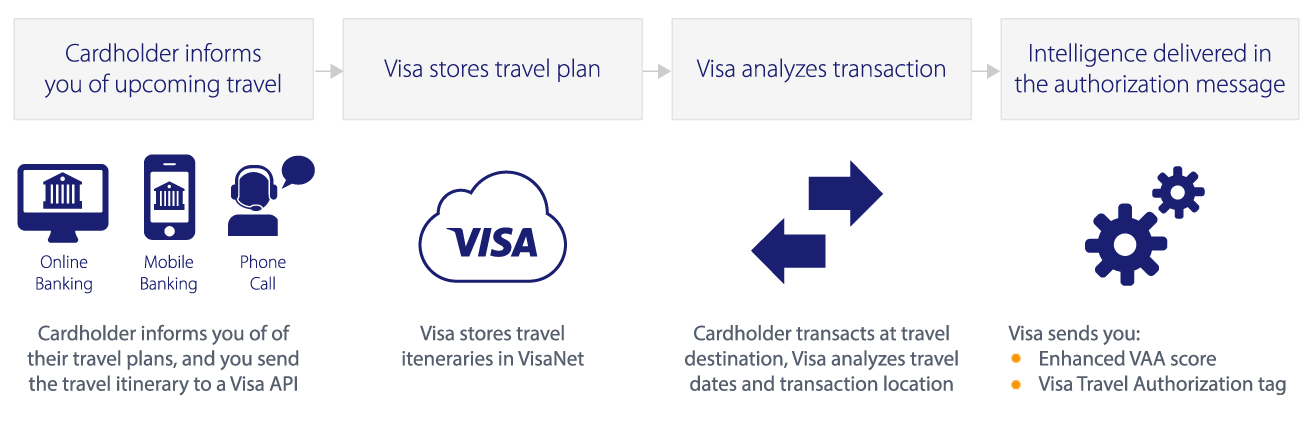 Cardholder informs
you of upcoming travel
Visa stores travel plan
Visa analyzes transaction
Intelligence delivered in
the authorization message
Online
Banking
Mobile
Banking
Phone
Call
VISA
Cardholder informs you of of
their travel plans, and you send
the travel itinerary to a Visa API
Visa stores travel
iteneraries in VisaNet
Cardholder transacts at travel
destination, Visa analyzes travel
dates and transaction location
Visa sends you:
Enhanced VAA score
Visa Travel Authorization tag